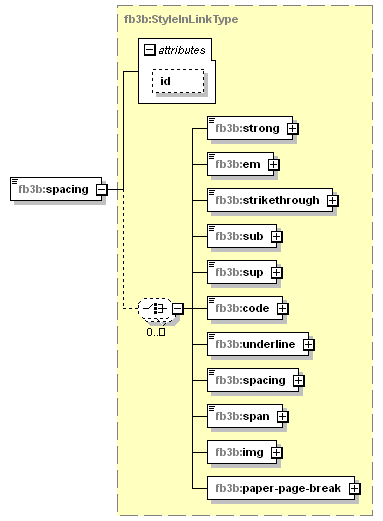 fb3b:StyleInLinkType
attributes
id
fb3b:strong
fb3b:em
fb3b:spacing
fb3b:strikethrough
fb3b:sub
fb3b:sup
fb3b:code
0..
fb3b:underline
fb3b:spacing
fb3b:span
fb3b:img
fb3b:paper-page-break